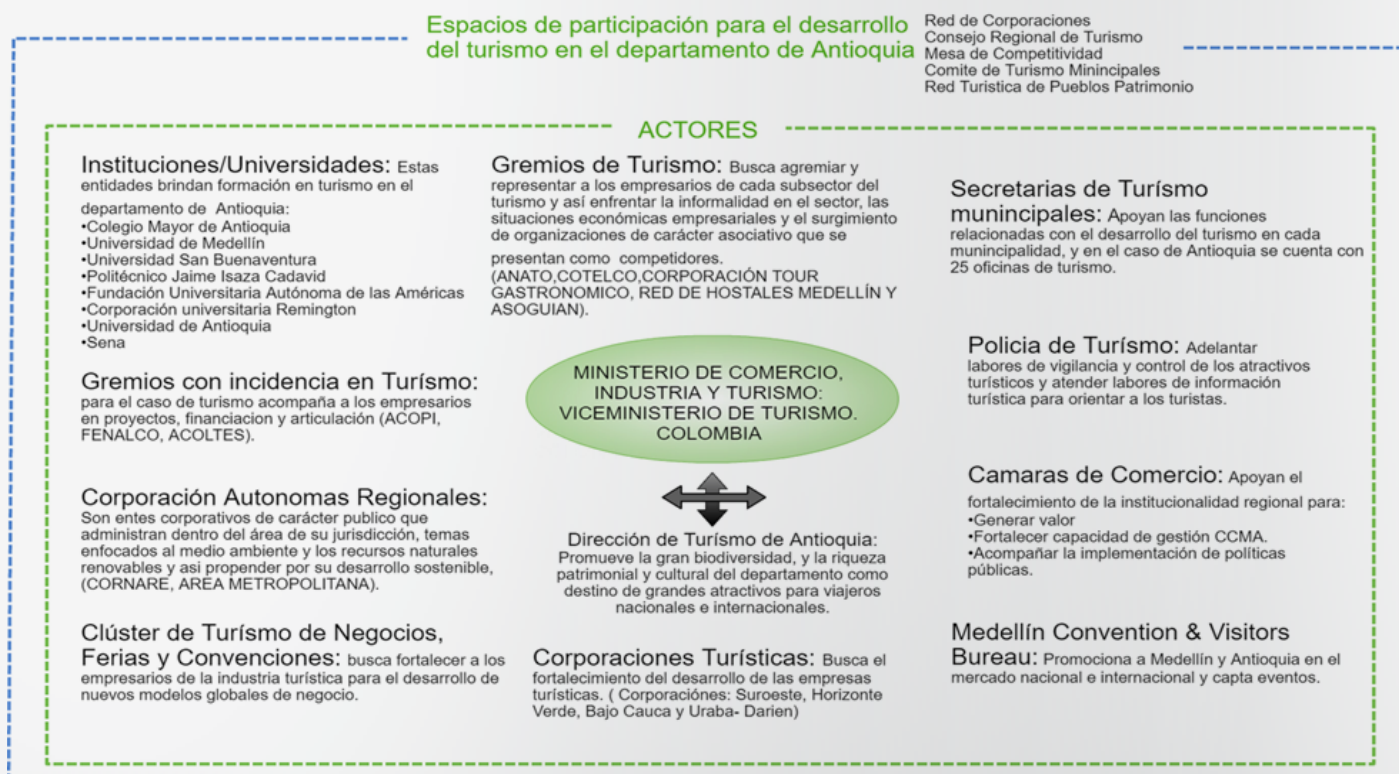 Espacios de participación para el desarrollo
del turismo en el departamento de Antioquia
Red de Corporaciones
Consejo Regional de Turismo
Mesa de Competitividad
Comite de Turismo Minincipales
Red Turistica de Pueblos Patrimonio
ACTORES
Instituciones/Universidades: Estas
entidades brindan formación en turismo en el
departamento de Antioquia:
•Colegio Mayor de Antioquia
•Universidad de Medellín
•Universidad San Buenaventura
•Politécnico Jaime Isaza Cadavid
•Fundación Universitaria Autónoma de las Américas
•Corporación universitaria Remington
•Universidad de Antioquia
•Sena
Gremios con incidencia en Turísmo:
para el caso de turismo acompaña a los empresarios
en proyectos, financiacion y articulación (ACOPI,
FENALCO, ACOLTES).
Corporación Autonomas Regionales:
Son entes corporativos de carácter publico que
administran dentro del área de su jurisdicción, temas
enfocados al medio ambiente y los recursos naturales
renovables y asi propender por su desarrollo sostenible,
(CORNARE, AREA METROPOLITANA).
Clúster de Turísmo de Negocios,
Ferias y Convenciones: busca fortalecer a los
empresarios de la industria turística para el desarrollo de
nuevos modelos globales de negocio.
Gremios de Turismo: Busca agremiar y
representar a los empresarios de cada subsector del
turismo y así enfrentar la informalidad en el sector, las
situaciones económicas empresariales y el surgimiento
de organizaciones de carácter asociativo que se
presentan como competidores.
(ANATO,COTELCO,CORPORACIÓN TOUR
GASTRONOMICO, RED DE HOSTALES MEDELLÍN Y
ASOGUIAN).
MINISTERIO DE COMERCIO,
INDUSTRIA Y TURISMO:
VICEMINISTERIO DE TURISMO.
COLOMBIA
Dirección de Turísmo de Antioquia:
Promueve la gran biodiversidad, y la riqueza
patrimonial y cultural del departamento como
destino de grandes atractivos para viajeros
nacionales e internacionales.
Corporaciones Turísticas: Busca el
fortalecimiento del desarrollo de las empresas
turísticas. ( Corporaciónes: Suroeste, Horizonte
Verde, Bajo Cauca y Uraba- Darien)
Secretarias de Turísmo
munincipales: Apoyan las funciones
relacionadas con el desarrollo del turismo en cada
munincipalidad, y en el caso de Antioquia se cuenta con
25 oficinas de turismo.
Policia de Turísmo: Adelantar
labores de vigilancia y control de los atractivos
turísticos y atender labores de información
turística para orientar a los turistas.
Camaras de Comercio: Apoyan el
fortalecimiento de la institucionalidad regional para:
•Generar valor
•Fortalecer capacidad de gestión CCMA.
•Acompañar la implementación de políticas
públicas.
Medellín Convention & Visitors
Bureau: Promociona a Medellín y Antioquia en el
mercado nacional e internacional y capta eventos.